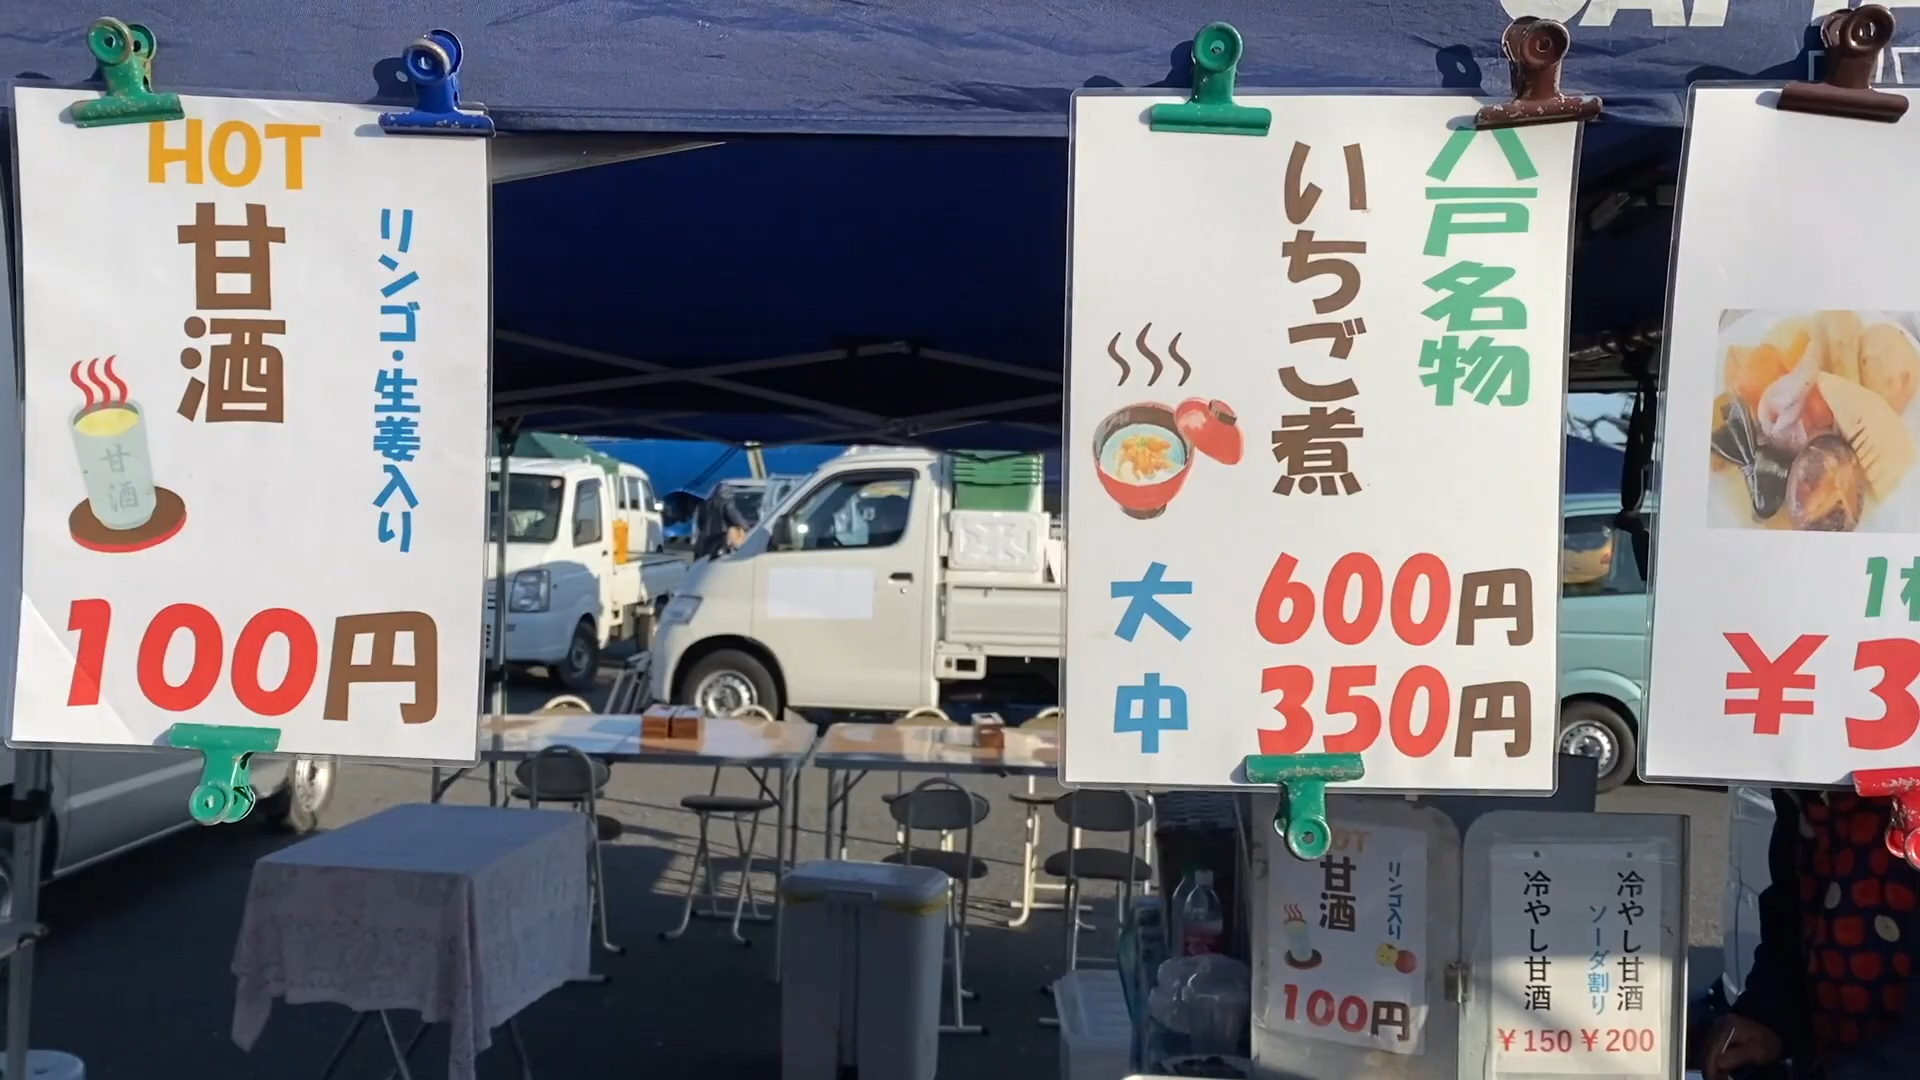 HOT
甘酒
リンゴ・生姜入り
甘酒
100円
八戸名物
いちご煮
大 600円
中 350円
HOT
甘酒
リンゴ入り
100円
冷やし甘酒
ソーダ割り
冷やし甘酒
¥150 ¥200